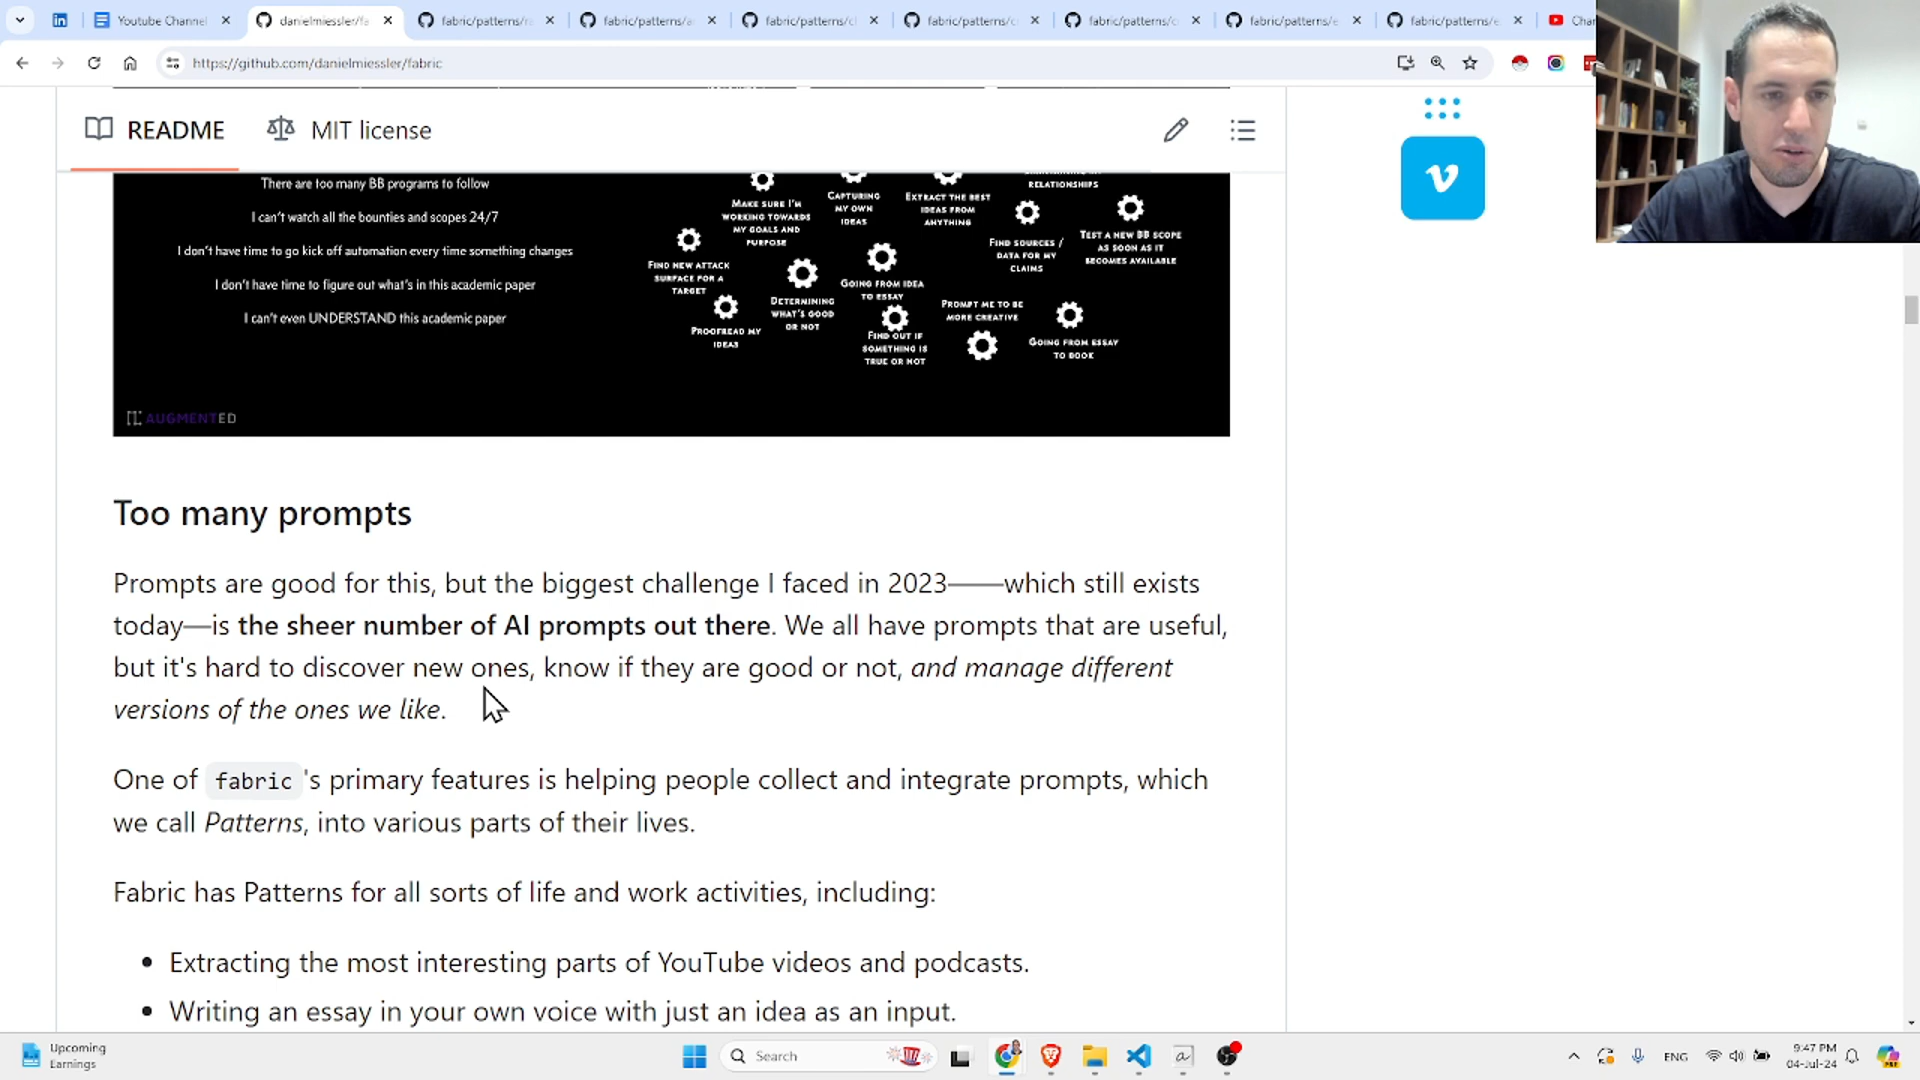 Youtube Channel
danielmiessler/fa
fabric/patterns/
fabric/patterns/
fabric/patterns/
fabric/patterns/
fabric/patterns/
fabric/patterns/
fabric/patterns/
https://github.com/danielmiessler/fabric
README
MIT license
There are too many BB programs to follow
I can't watch all the bounties and scopes 24/7
I don't have time to go kick off automation every time something changes
I don't have time to figure out what's in this academic paper
I can't even UNDERSTAND this academic paper
RELATIONSHIPS
MAKE SURE I'M
WORKING TOWARDS
MY GOALS AND
PURPOSE
CAPTURING
MY OWN
IDEAS
EXTRACT THE BEST
IDEAS FROM
ANYTHING
FIND SOURCES /
DATA FOR MY
CLAIMS
TEST A NEW BB SCOPE
AS SOON AS IT
BECOMES AVAILABLE
FIND NEW ATTACK
SURFACE FOR A
TARGET
DETERMINING
WHAT'S GOOD
OR NOT
GOING FROM IDEA
TO ESSAY
PROMPT ME TO BE
MORE CREATIVE
PROOFREAD MY
IDEAS
FIND OUT IF
SOMETHING IS
TRUE OR NOT
GOING FROM ESSAY
TO BOOK
AUGMENTED
Too many prompts
Prompts are good for this, but the biggest challenge I faced in 2023——which still exists
today—is the sheer number of AI prompts out there. We all have prompts that are useful,
but it's hard to discover new ones, know if they are good or not, and manage different
versions of the ones we like.
One of fabric's primary features is helping people collect and integrate prompts, which
we call Patterns, into various parts of their lives.
Fabric has Patterns for all sorts of life and work activities, including:
• Extracting the most interesting parts of YouTube videos and podcasts.
• Writing an essay in your own voice with just an idea as an input.
Upcoming
Earnings
Search
ENG
9:47 PM
04-Jul-24